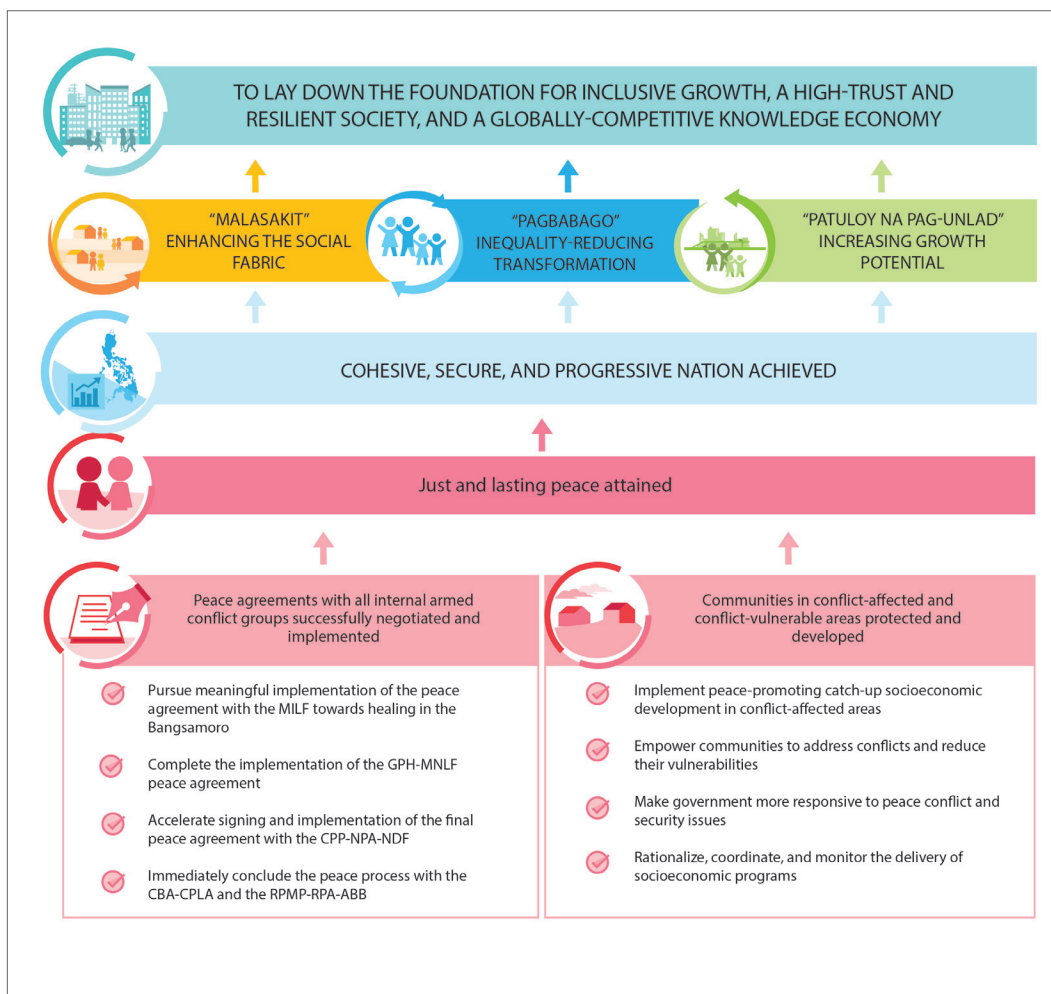 TO LAY DOWN THE FOUNDATION FOR INCLUSIVE GROWTH, A HIGH-TRUST AND
RESILIENT SOCIETY, AND A GLOBALLY-COMPETITIVE KNOWLEDGE ECONOMY
“MALASAKIT”
ENHANCING THE SOCIAL
FABRIC
“PAGBABAGO”
INEQUALITY-REDUCING
TRANSFORMATION
“PATULOY NA PAG-UNLAD”
INCREASING GROWTH
POTENTIAL
COHESIVE, SECURE, AND PROGRESSIVE NATION ACHIEVED
Just and lasting peace attained
Peace agreements with all internal armed
conflict groups successfully negotiated and
implemented
Pursue meaningful implementation of the peace
agreement with the MILF towards healing in the
Bangsamoro
Complete the implementation of the GPH-MNLF
peace agreement
Accelerate signing and implementation of the final
peace agreement with the CPP-NPA-NDF
Immediately conclude the peace process with the
CBA-CPLA and the RPMP-RPA-ABB
Communities in conflict-affected and
conflict-vulnerable areas protected and
developed
Implement peace-promoting catch-up socioeconomic
development in conflict-affected areas
Empower communities to address conflicts and reduce
their vulnerabilities
Make government more responsive to peace conflict and
security issues
Rationalize, coordinate, and monitor the delivery of
socioeconomic programs